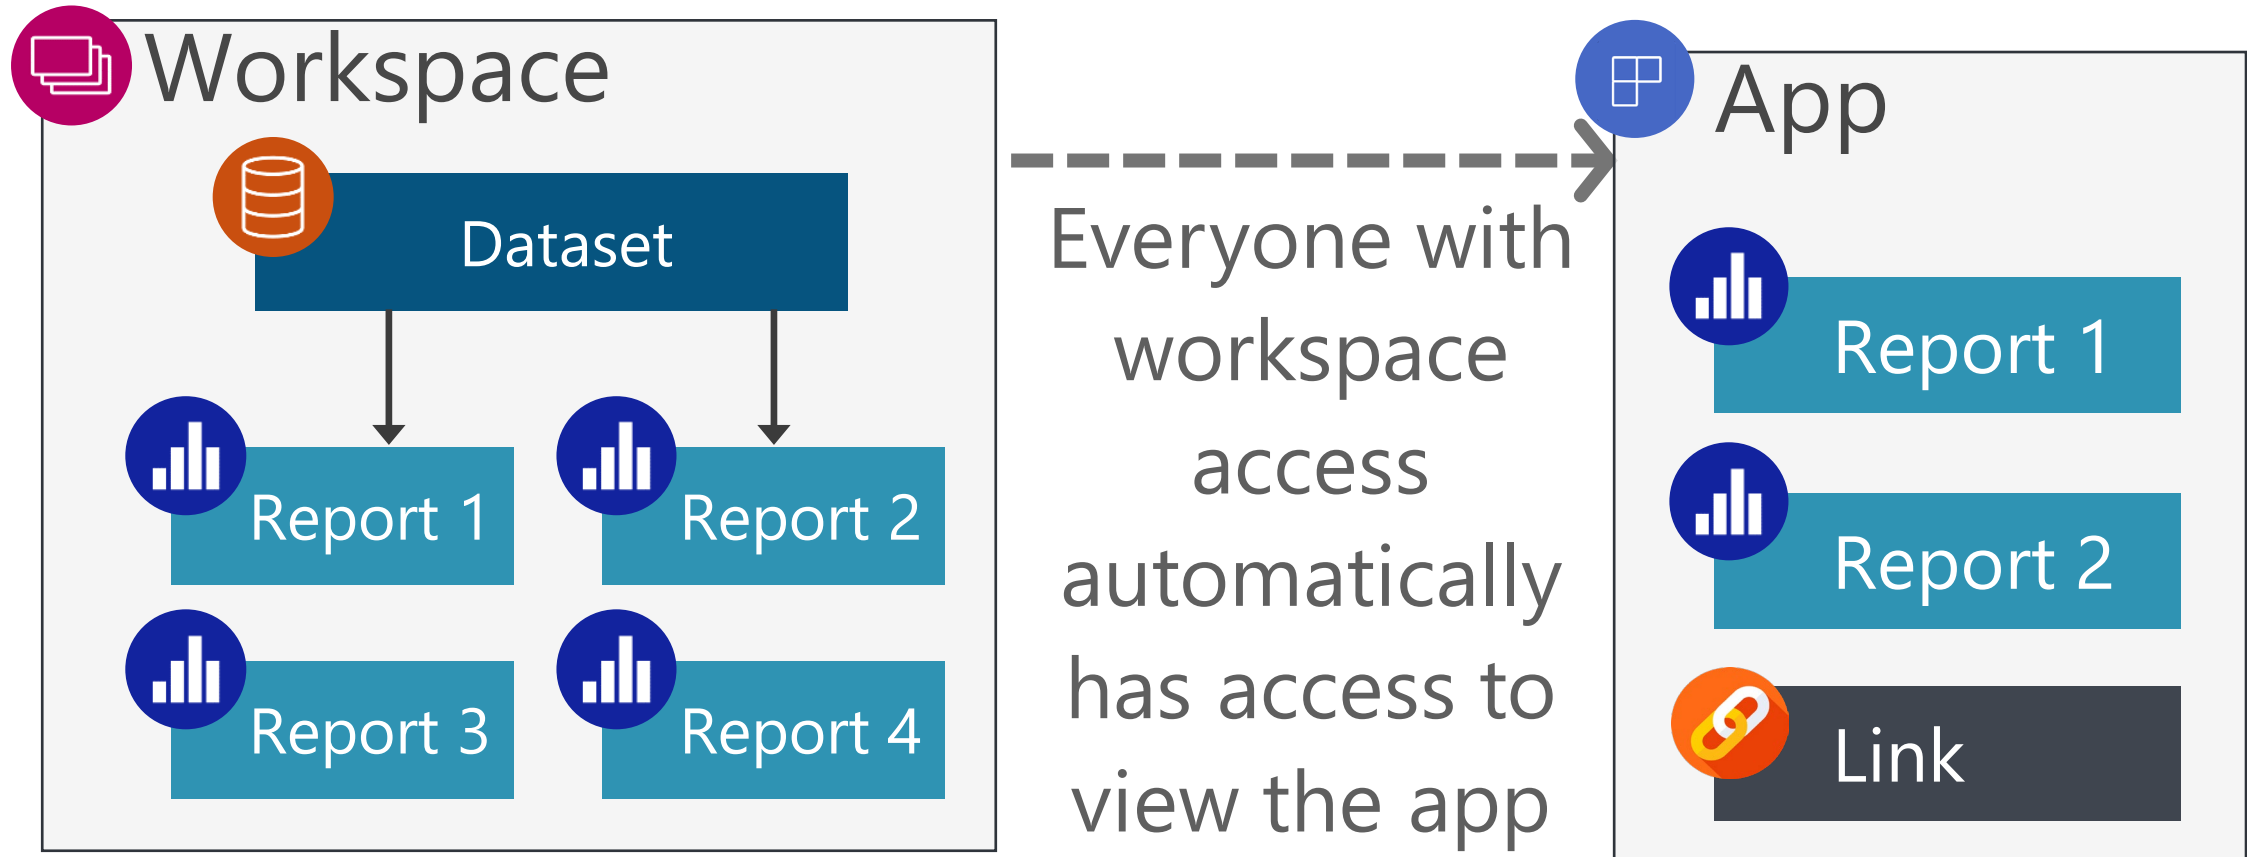 Workspace
Dataset
Report 1
Report 2
Report 3
Report 4
Everyone with
workspace
access
automatically
has access to
view the app
App
Report 1
Report 2
Link